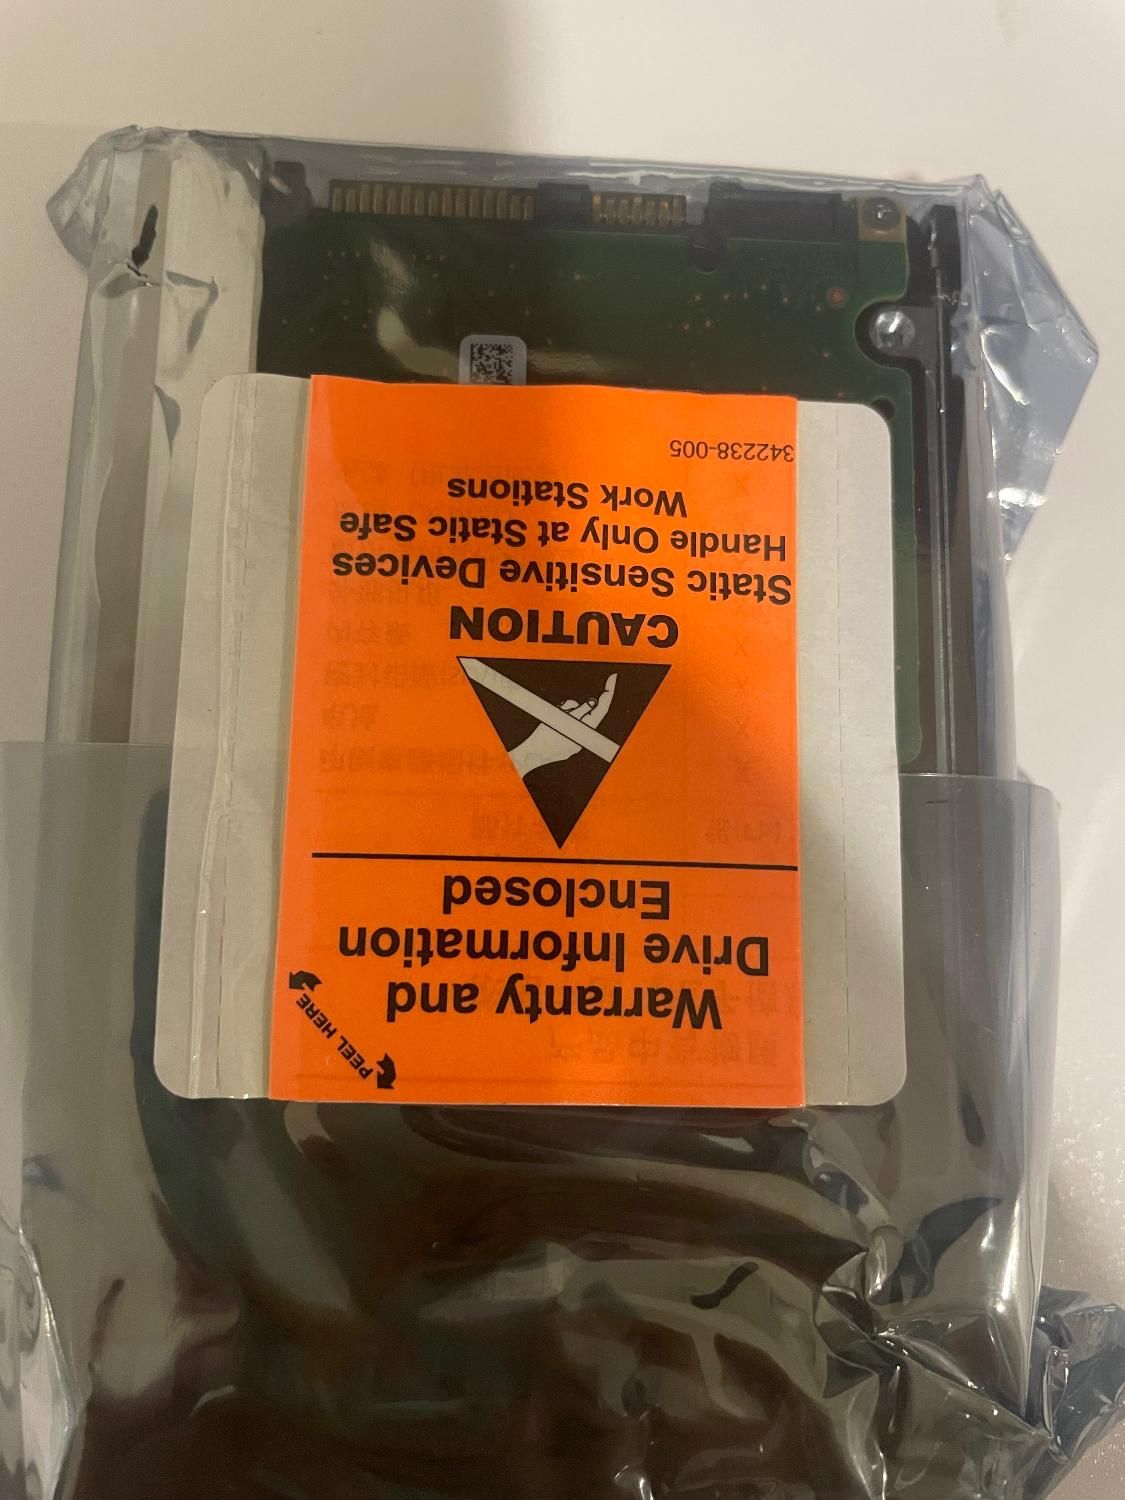 Warranty and
Drive Information
Enclosed
PEEL HERE
CAUTION
Static Sensitive Devices
Handle Only at Static Safe
Work Stations
342238-005